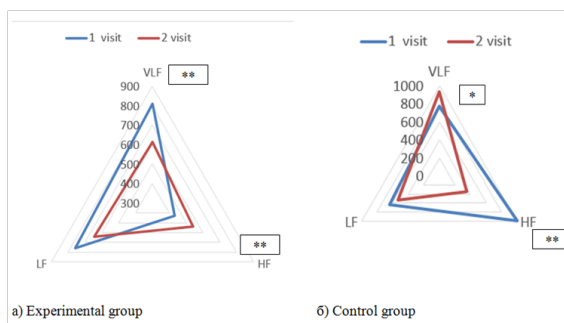 1 visit 2 visit
VLF
**
900
800
700
600
500
400
300
LF
HF
**
a) Experimental group
1 visit 2 visit
VLF
*
1000
800
600
400
200
0
LF
HF
**
б) Control group